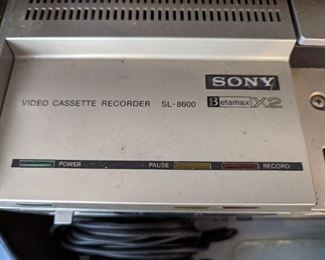 SONY
VIDEO CASSETTE RECORDER SL-8600 Betamax X2
POWER PAUSE RECORD